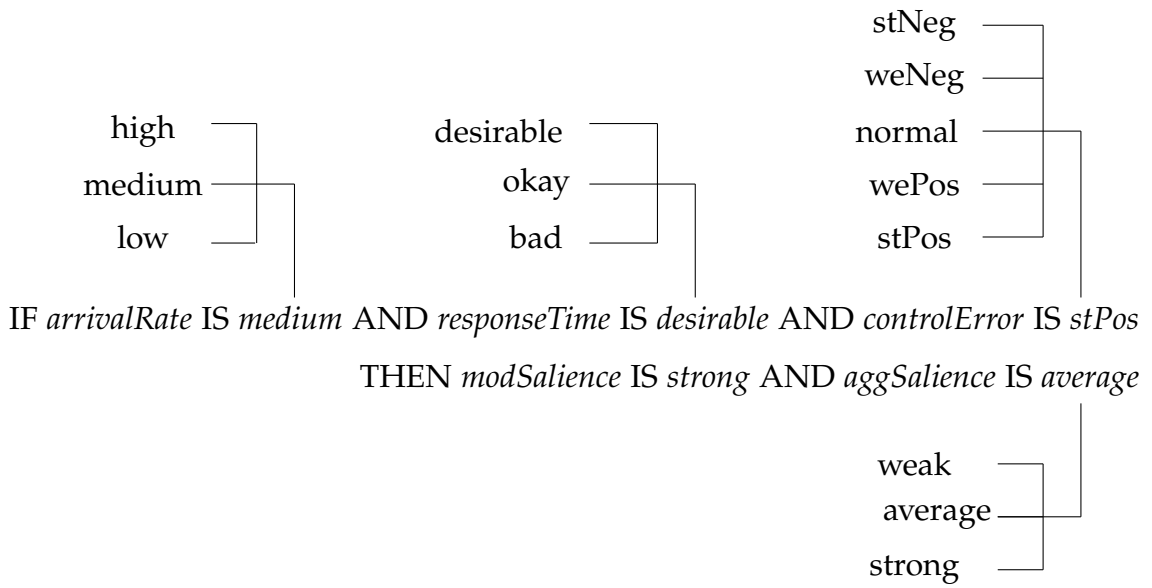 stNeg
weNeg
high
desirable
normal
medium
okay
wePos
low
bad
stPos
IF arrivalRate IS medium AND responseTime IS desirable AND controlError IS stPos
THEN modSalience IS strong AND aggSalience IS average
weak
average
strong